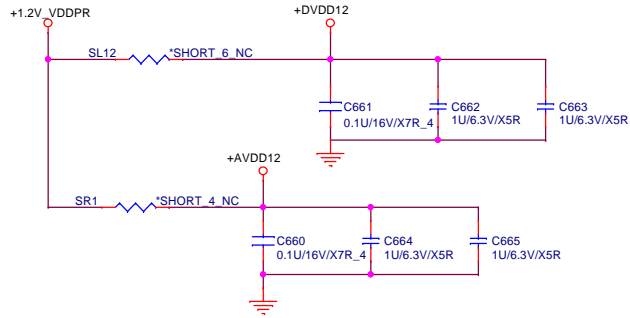 +1.2V_VDDPR
+DVDD12
SL12
*SHORT_6_NC
C661
0.1U/16V/X7R_4
C662
1U/6.3V/X5R
C663
1U/6.3V/X5R
+AVDD12
SR1
*SHORT_4_NC
C660
0.1U/16V/X7R_4
C664
1U/6.3V/X5R
C665
1U/6.3V/X5R